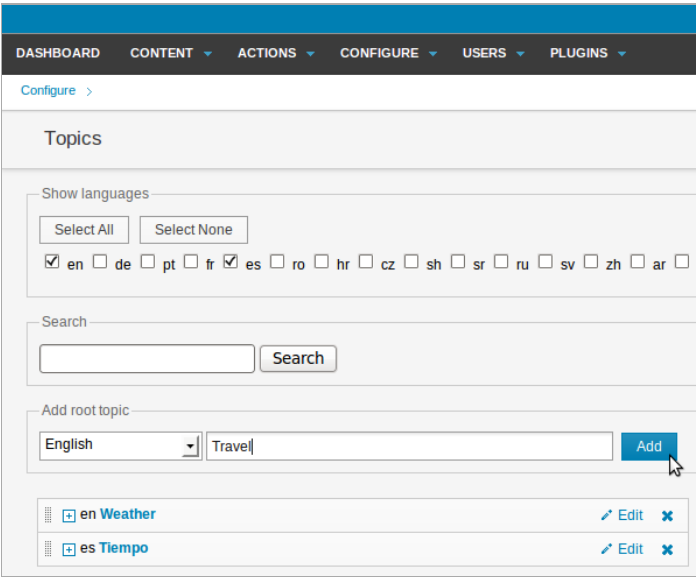 DASHBOARD CONTENT ACTIONS CONFIGURE USERS PLUGINS
Configure >
Topics
Show languages
Select All Select None
en de pt fr es ro hr cz sh sr ru sv zh ar
Search
Search
Add root topic
English Travel Add
en Weather Edit
es Tiempo Edit